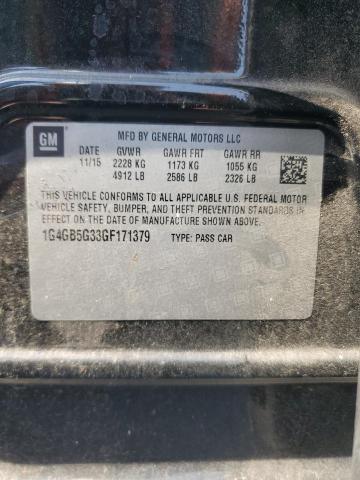 GM
MFD BY GENERAL MOTORS LLC
DATE GVWR GAWR FRT GAWR RR
11/15 2228 KG 1173 KG 1055 KG
4912 LB 2586 LB 2326 LB
THIS VEHICLE CONFORMS TO ALL APPLICABLE U.S. FEDERAL MOTOR
VEHICLE SAFETY, BUMPER, AND THEFT PREVENTION STANDARDS IN
EFFECT ON THE DATE OF MANUFACTURE SHOWN ABOVE.
1G4GB5G33GF171379 TYPE: PASS CAR